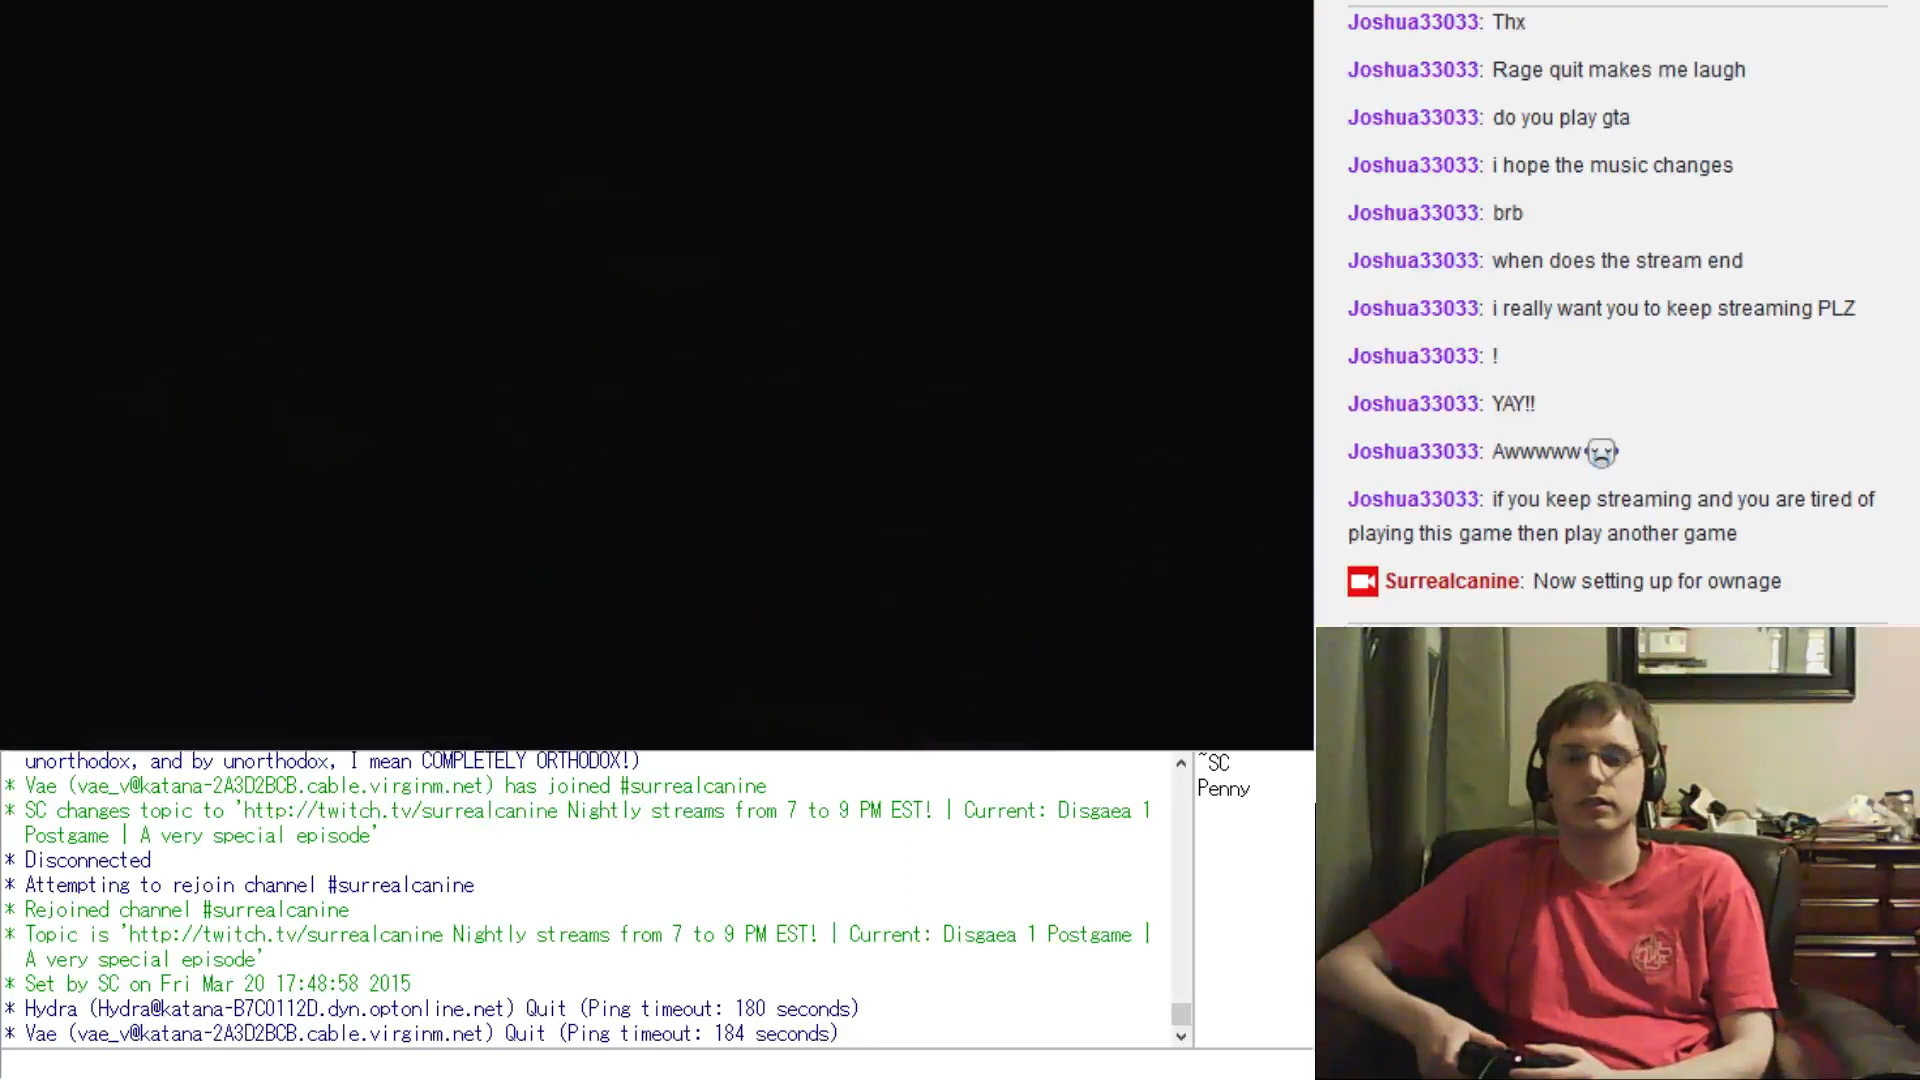 Joshua33033: Thx
Joshua33033: Rage quit makes me laugh
Joshua33033: do you play gta
Joshua33033: i hope the music changes
Joshua33033: brb
Joshua33033: when does the stream end
Joshua33033: i really want you to keep streaming PLZ
Joshua33033: !
Joshua33033: YAY!!
Joshua33033: Awwwww
Joshua33033: if you keep streaming and you are tired of
playing this game then play another game
Surrealcanine: Now setting up for ownage
unorthodox, and by unorthodox, I mean COMPLETELY ORTHODOX!)
* Vae (vae_v@katana-2A3D2BCB.cable.virginm.net) has joined #surrealcanine
* SC changes topic to 'http://twitch.tv/surrealcanine Nightly streams from 7 to 9 PM EST! | Current: Disgaea 1
Postgame | A very special episode'
* Disconnected
* Attempting to rejoin channel #surrealcanine
* Rejoined channel #surrealcanine
* Topic is 'http://twitch.tv/surrealcanine Nightly streams from 7 to 9 PM EST! | Current: Disgaea 1 Postgame |
A very special episode'
* Set by SC on Fri Mar 20 17:48:58 2015
* Hydra (Hydra@katana-B7C0112D.dyn.optonline.net) Quit (Ping timeout: 180 seconds)
* Vae (vae_v@katana-2A3D2BCB.cable.virginm.net) Quit (Ping timeout: 184 seconds)
~SC
Penny